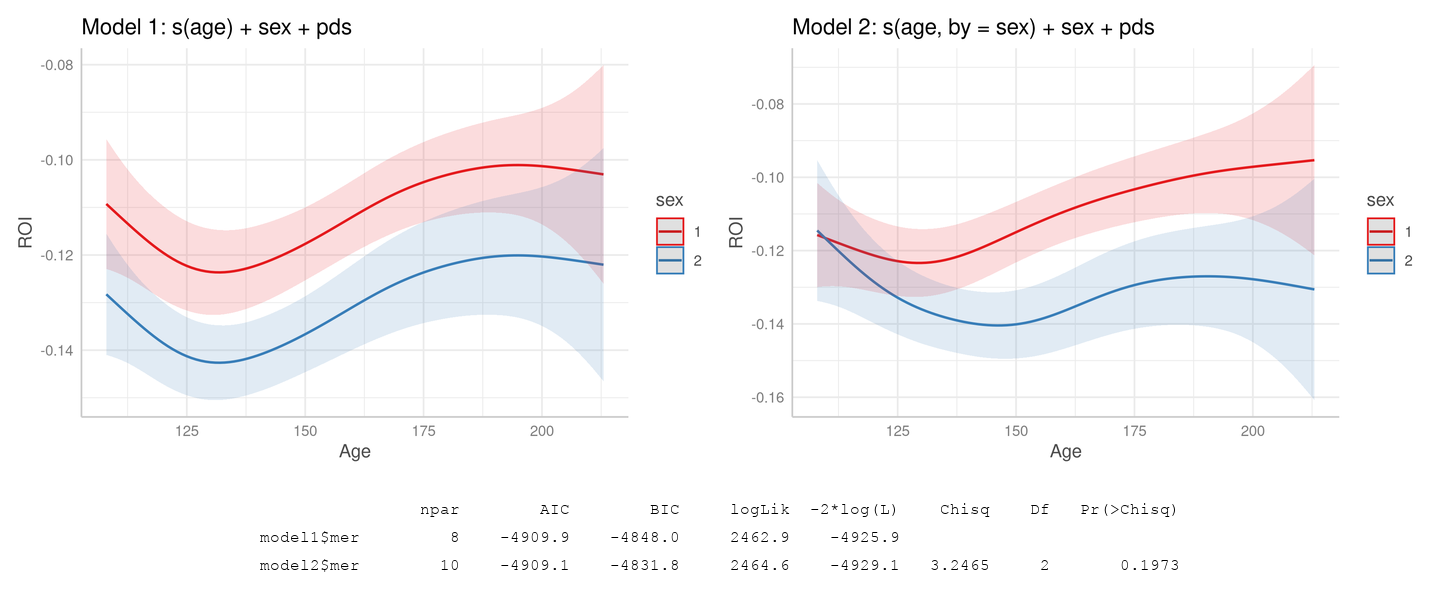 Model 1: s(age) + sex + pds
-0.08
-0.10
-0.12
-0.14
ROI
125 150 175 200
Age
sex
1
2
Model 2: s(age, by = sex) + sex + pds
-0.08
-0.10
-0.12
-0.14
-0.16
ROI
125 150 175 200
Age
sex
1
2
npar AIC BIC logLik -2*log(L) Chisq Df Pr(>Chisq)
model1$mer 8 -4909.9 -4848.0 2462.9 -4925.9
model2$mer 10 -4909.1 -4831.8 2464.6 -4929.1 3.2465 2 0.1973